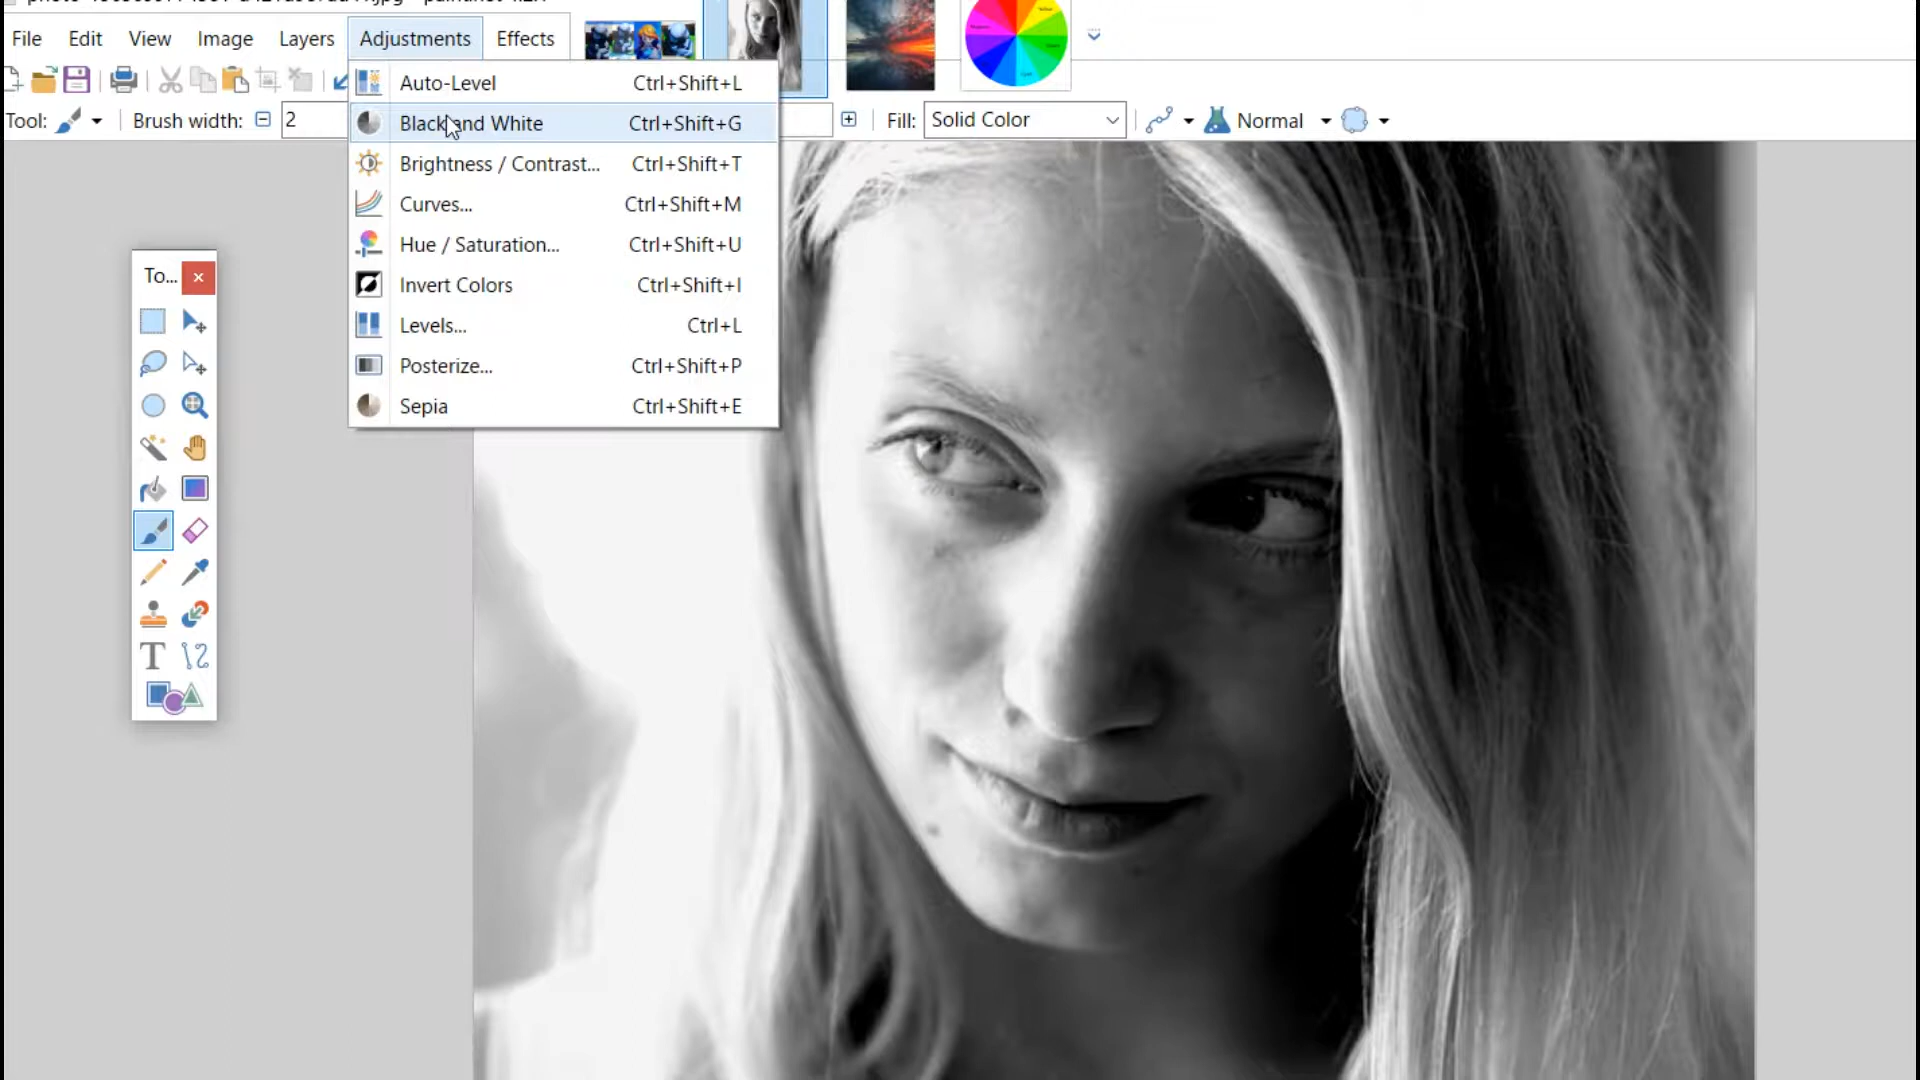 File Edit View Image Layers Adjustments Effects
Tool: Brush width: 2 Fill: Solid Color Normal
Auto-Level Ctrl+Shift+L
Black and White Ctrl+Shift+G
Brightness / Contrast... Ctrl+Shift+T
Curves... Ctrl+Shift+M
Hue / Saturation... Ctrl+Shift+U
Invert Colors Ctrl+Shift+I
Levels... Ctrl+L
Posterize... Ctrl+Shift+P
Sepia Ctrl+Shift+E
To...